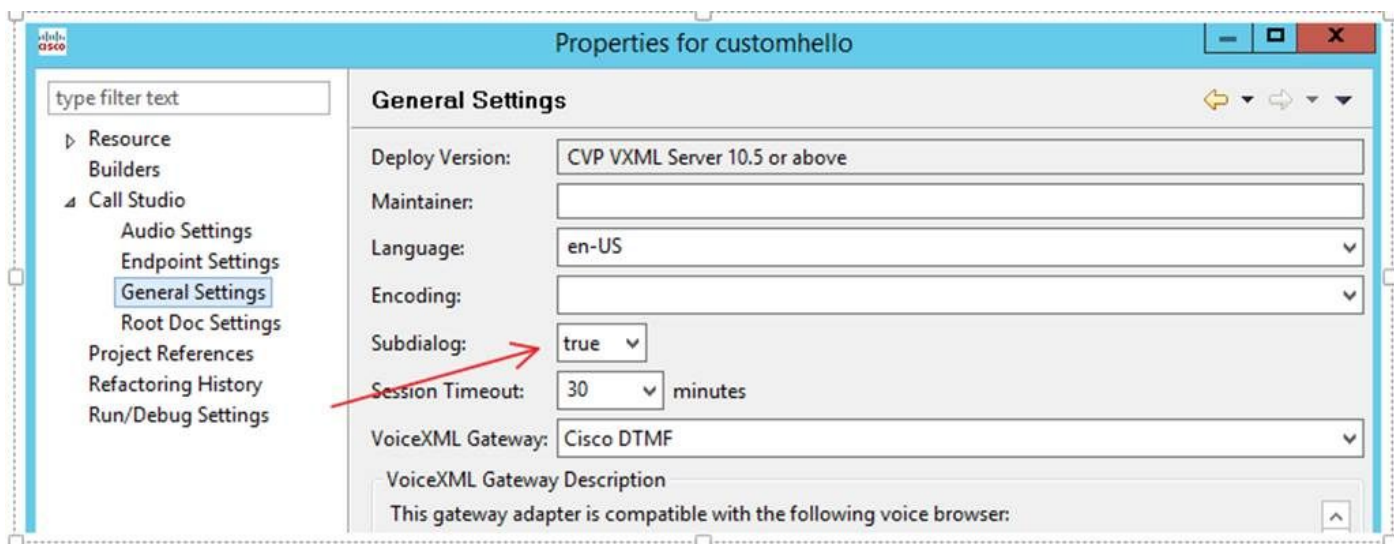 cisco
Properties for customhello
type filter text
Resource
Builders
Call Studio
Audio Settings
Endpoint Settings
General Settings
Root Doc Settings
Project References
Refactoring History
Run/Debug Settings
General Settings
Deploy Version: CVP VXML Server 10.5 or above
Maintainer:
Language: en-US
Encoding:
Subdialog: true
Session Timeout: 30 minutes
VoiceXML Gateway: Cisco DTMF
VoiceXML Gateway Description
This gateway adapter is compatible with the following voice browser: